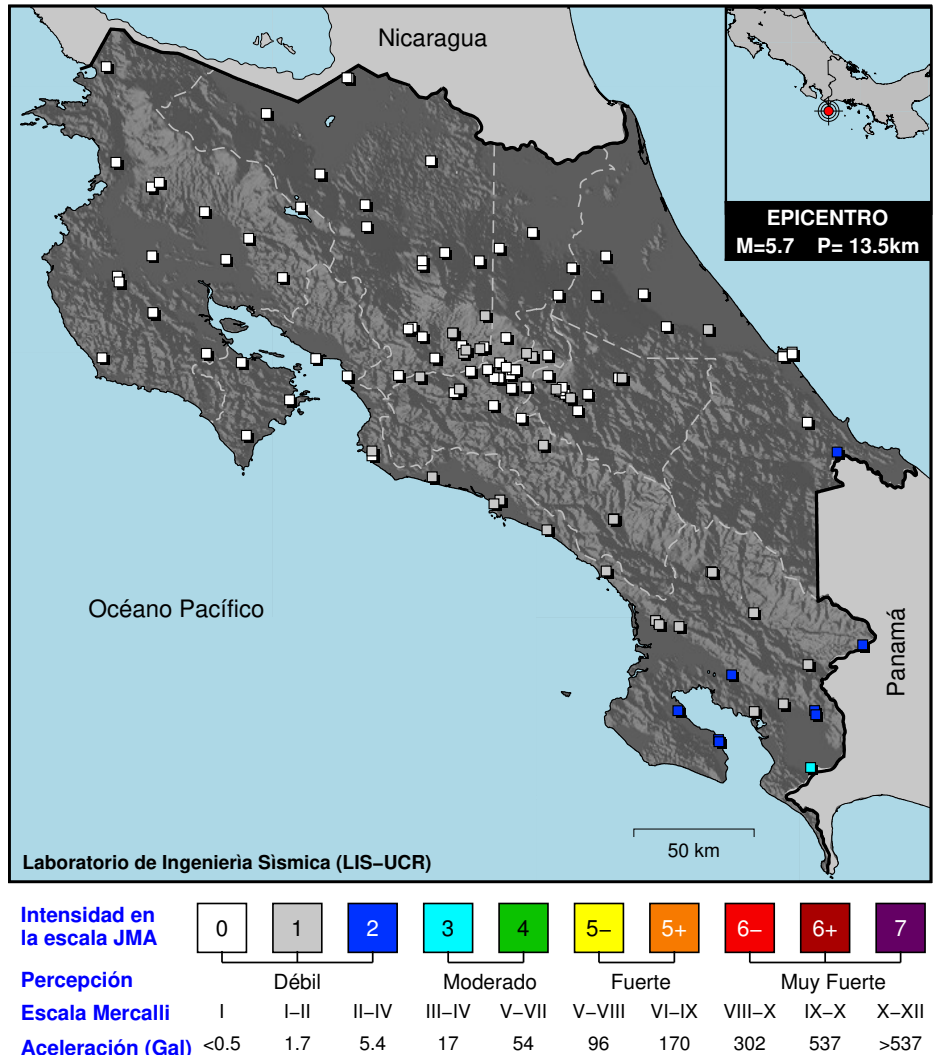 Nicaragua
EPICENTRO
M=5.7 P= 13.5km
Océano Pacífico
Panamá
50 km
Laboratorio de Ingenierìa Sìsmica (LIS–UCR)
Intensidad en
la escala JMA
0 1 2 3 4 5− 5+ 6− 6+ 7
Percepción Débil Moderado Fuerte Muy Fuerte
Escala Mercalli I I–II II–IV III–IV V–VII V–VIII VI–IX VIII–X IX–X X–XII
Aceleración (Gal) <0.5 1.7 5.4 17 54 96 170 302 537 >537